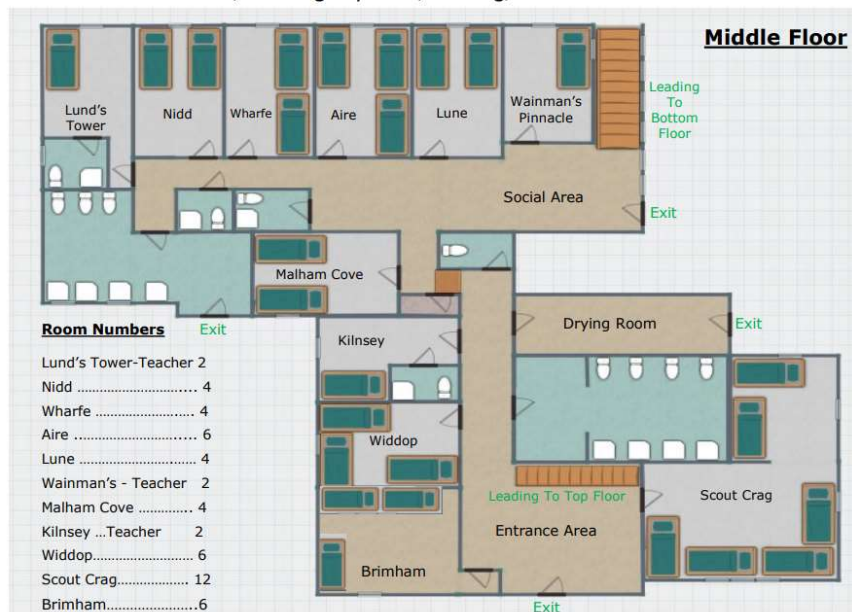 Middle Floor
Lund's
Tower
Nidd
Wharfe
Aire
Lune
Wainman's
Pinnacle
Leading
To
Bottom
Floor
Social Area
Exit
Malham Cove
Exit
Drying Room
Exit
Kilnsey
Widdop
Leading To Top Floor
Scout Crag
Entrance Area
Brimham
Exit
Room Numbers
Lund's Tower-Teacher 2
Nidd ............................ 4
Wharfe ........................ 4
Aire ............................. 6
Lune ............................ 4
Wainman's - Teacher 2
Malham Cove .............. 4
Kilnsey ...Teacher 2
Widdop........................ 6
Scout Crag................. 12
Brimham......................6